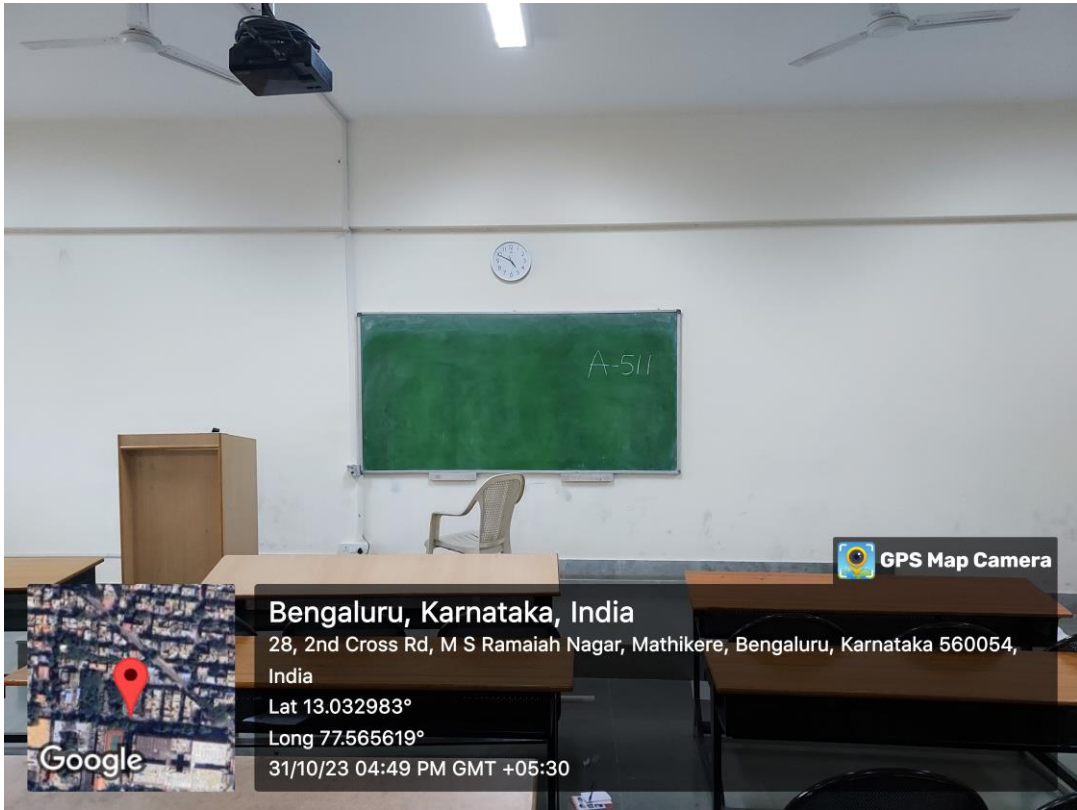 A-511
GPS Map Camera
Bengaluru, Karnataka, India
28, 2nd Cross Rd, M S Ramaiah Nagar, Mathikere, Bengaluru, Karnataka 560054,
India
Lat 13.032983°
Long 77.565619°
31/10/23 04:49 PM GMT +05:30
Google